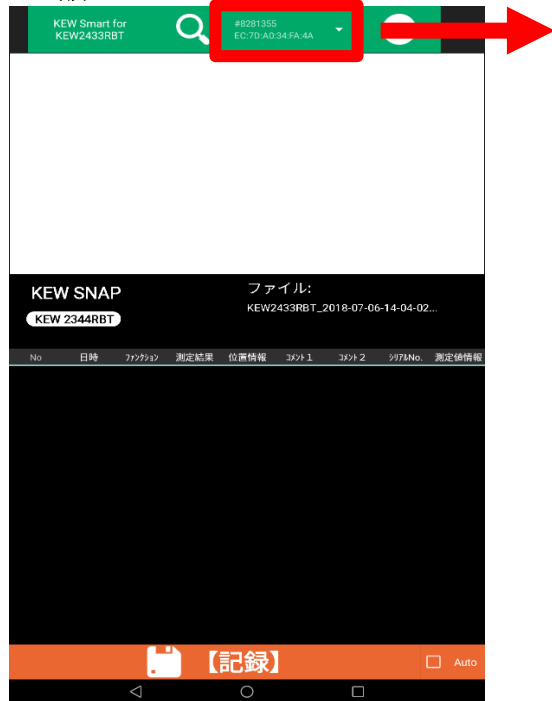 KEW Smart for
KEW2433RBT
#8281355
EC:7D:A0:34:FA:4A
KEW SNAP
KEW 2344RBT
ファイル:
KEW2433RBT_2018-07-06-14-04-02...
No 日時 ﾌｧﾝｸｼｮﾝ 測定結果 位置情報 ｺﾒﾝﾄ 1 ｺﾒﾝﾄ 2 ｼﾘｱﾙNo. 測定値情報
【記録】
Auto